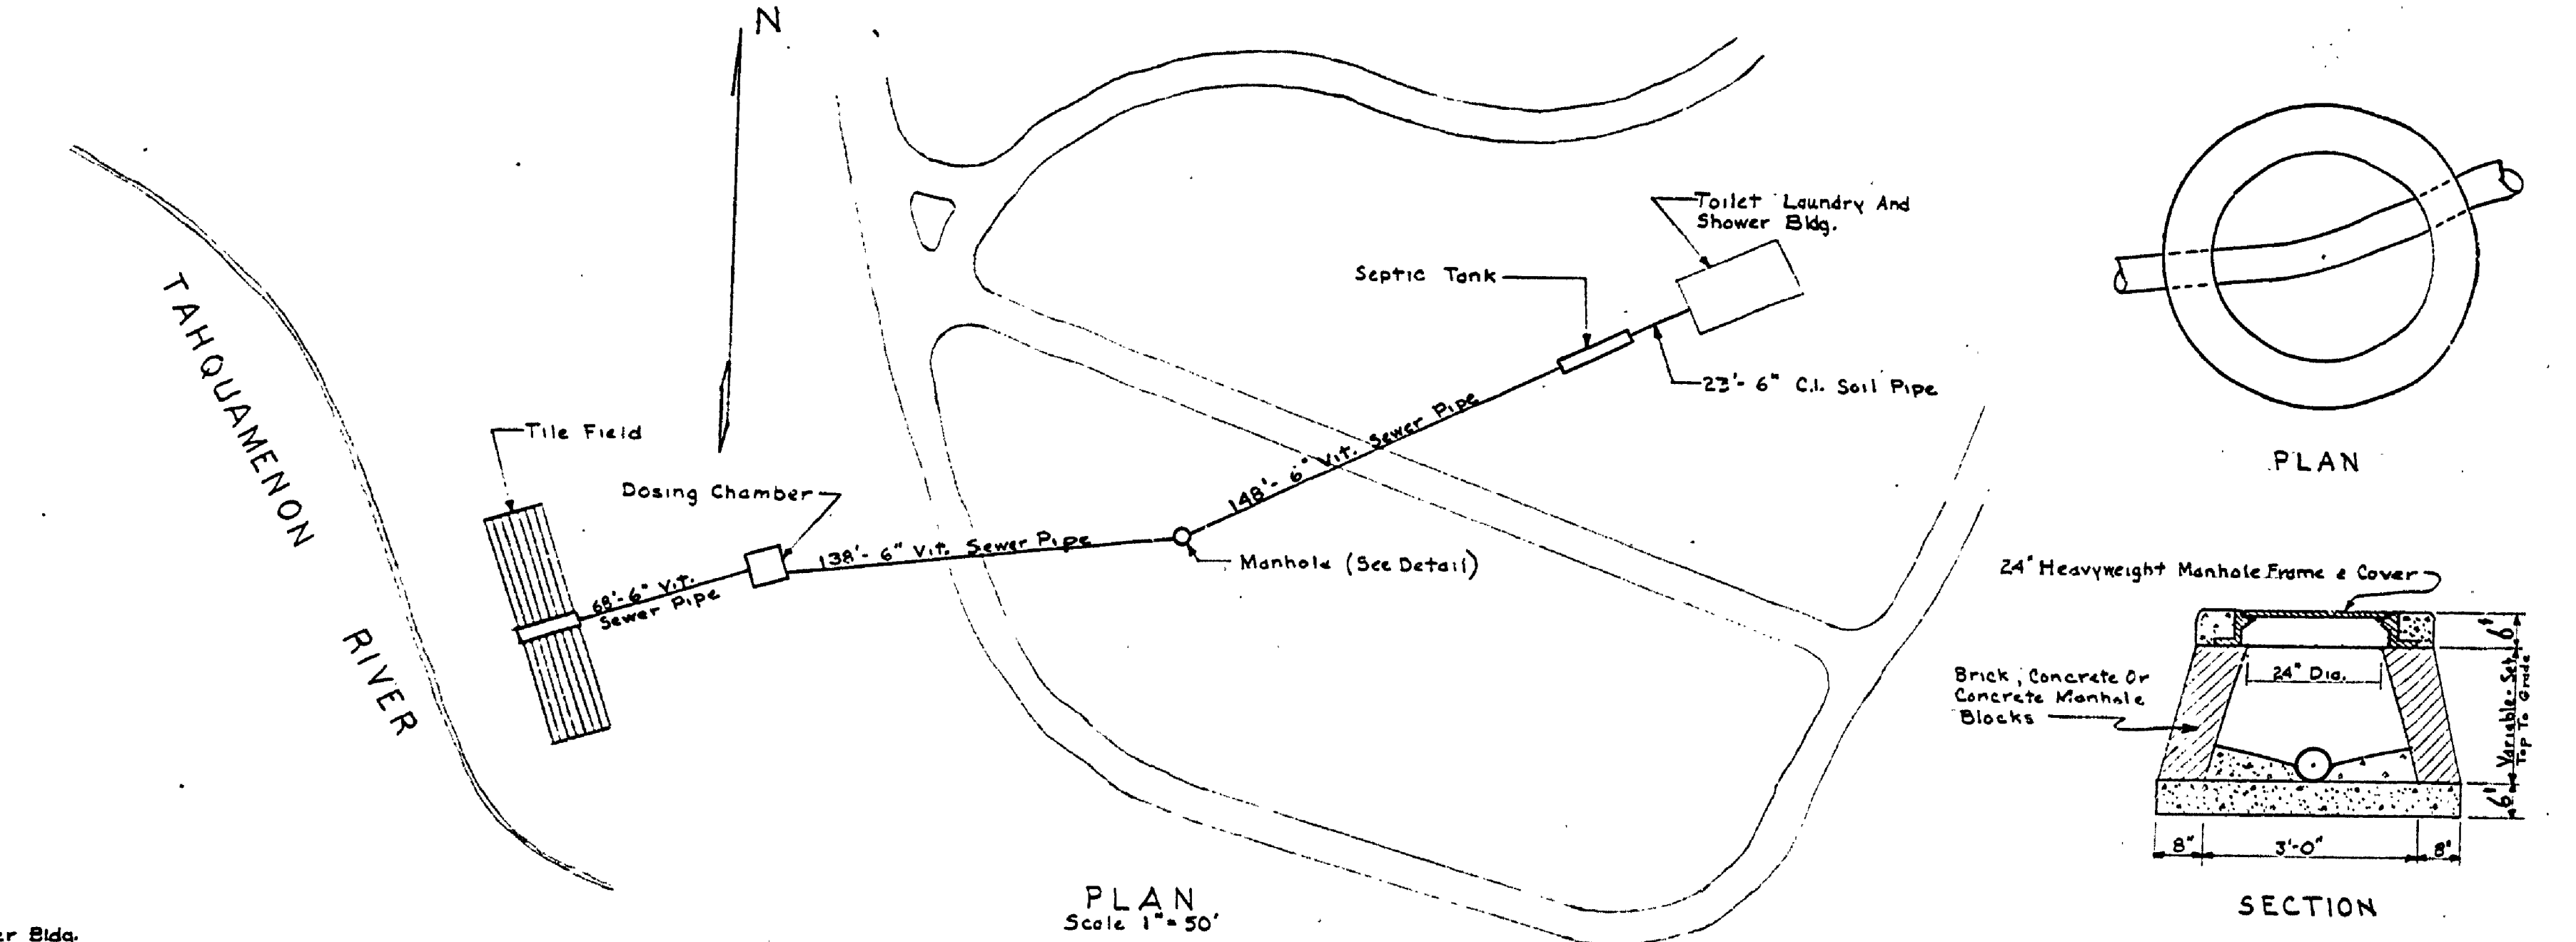 N
Toilet Laundry And
Shower Bldg.
Septic Tank
23'- 6" C.I. Soil Pipe
TAHQUAMENON
RIVER
Tile Field
Dosing Chamber
148'- 6" Vit. Sewer Pipe
138'- 6" Vit. Sewer Pipe
68'- 6" Vit.
Sewer Pipe
Manhole (See Detail)
PLAN
Scale 1"=50'
er Bldg.
PLAN
24" Heavyweight Manhole Frame & Cover
Brick, Concrete Or
Concrete Manhole
Blocks
24" Dia.
6"
Variable. Set
Top To Grade
6"
8"
3'-0"
8"
SECTION